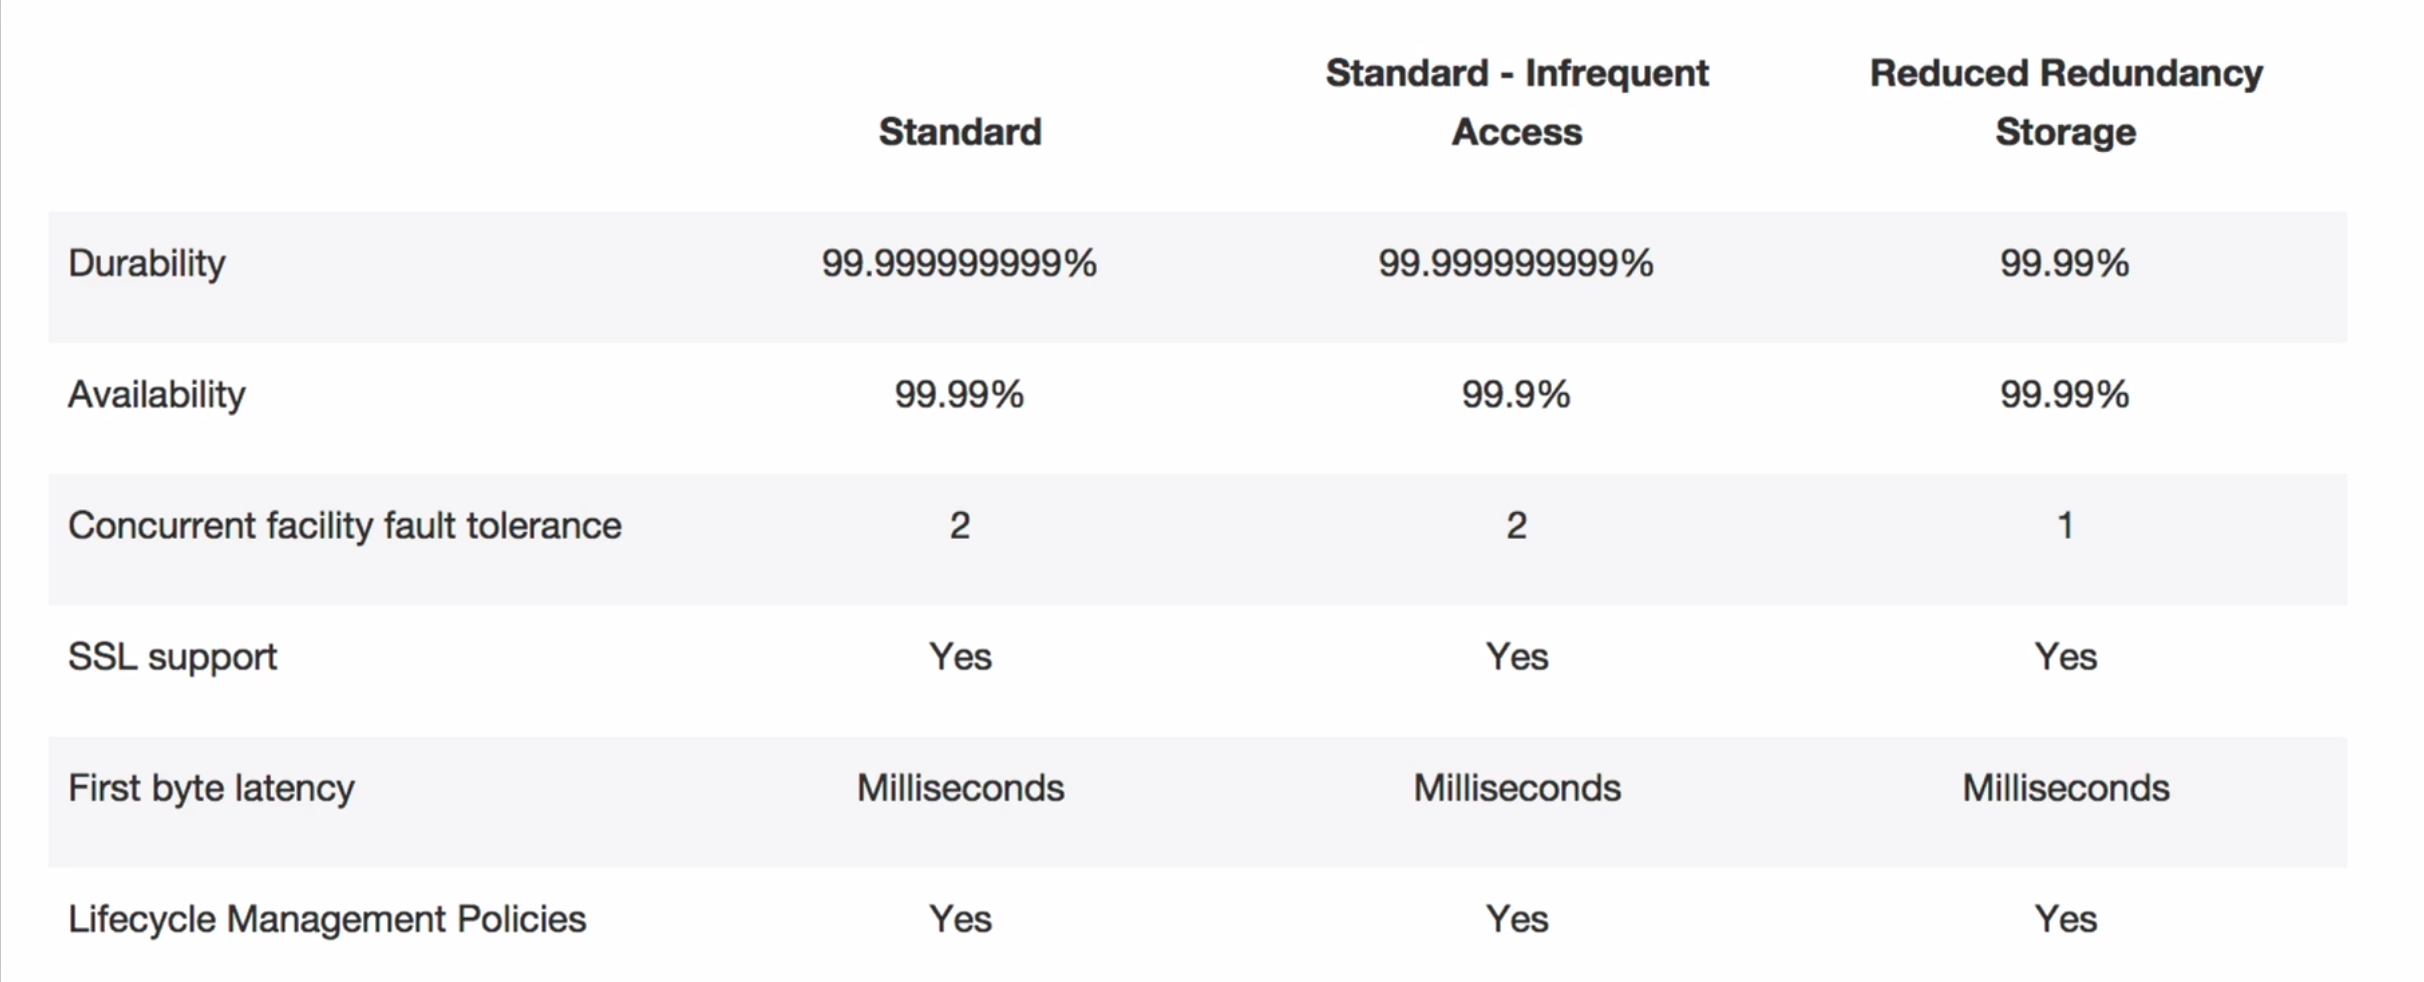 Standard
Standard - Infrequent
Access
Reduced Redundancy
Storage
Durability 99.999999999% 99.999999999% 99.99%
Availability 99.99% 99.9% 99.99%
Concurrent facility fault tolerance 2 2 1
SSL support Yes Yes Yes
First byte latency Milliseconds Milliseconds Milliseconds
Lifecycle Management Policies Yes Yes Yes